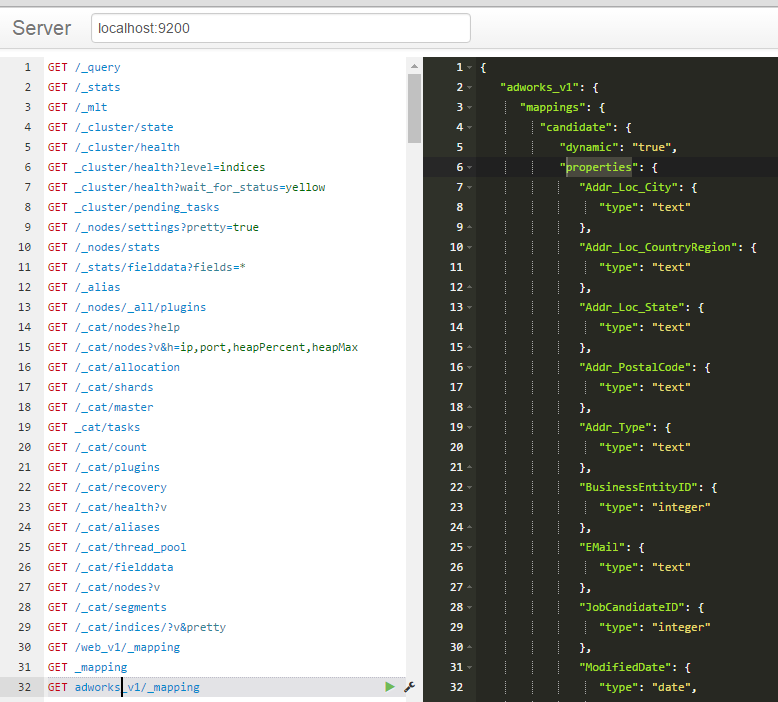 Server localhost:9200
1 GET /_query
2 GET /_stats
3 GET /_mlt
4 GET /_cluster/state
5 GET /_cluster/health
6 GET _cluster/health?level=indices
7 GET _cluster/health?wait_for_status=yellow
8 GET _cluster/pending_tasks
9 GET /_nodes/settings?pretty=true
10 GET /_nodes/stats
11 GET /_stats/fielddata?fields=*
12 GET /_alias
13 GET /_nodes/_all/plugins
14 GET /_cat/nodes?help
15 GET /_cat/nodes?v&h=ip,port,heapPercent,heapMax
16 GET /_cat/allocation
17 GET /_cat/shards
18 GET /_cat/master
19 GET _cat/tasks
20 GET /_cat/count
21 GET /_cat/plugins
22 GET /_cat/recovery
23 GET /_cat/health?v
24 GET /_cat/aliases
25 GET /_cat/thread_pool
26 GET /_cat/fielddata
27 GET /_cat/nodes?v
28 GET /_cat/segments
29 GET /_cat/indices/?v&pretty
30 GET /web_v1/_mapping
31 GET _mapping
32 GET adworks_v1/_mapping
1 {
2 "adworks_v1": {
3 "mappings": {
4 "candidate": {
5 "dynamic": "true",
6 "properties": {
7 "Addr_Loc_City": {
8 "type": "text"
9 },
10 "Addr_Loc_CountryRegion": {
11 "type": "text"
12 },
13 "Addr_Loc_State": {
14 "type": "text"
15 },
16 "Addr_PostalCode": {
17 "type": "text"
18 },
19 "Addr_Type": {
20 "type": "text"
21 },
22 "BusinessEntityID": {
23 "type": "integer"
24 },
25 "EMail": {
26 "type": "text"
27 },
28 "JobCandidateID": {
29 "type": "integer"
30 },
31 "ModifiedDate": {
32 "type": "date",